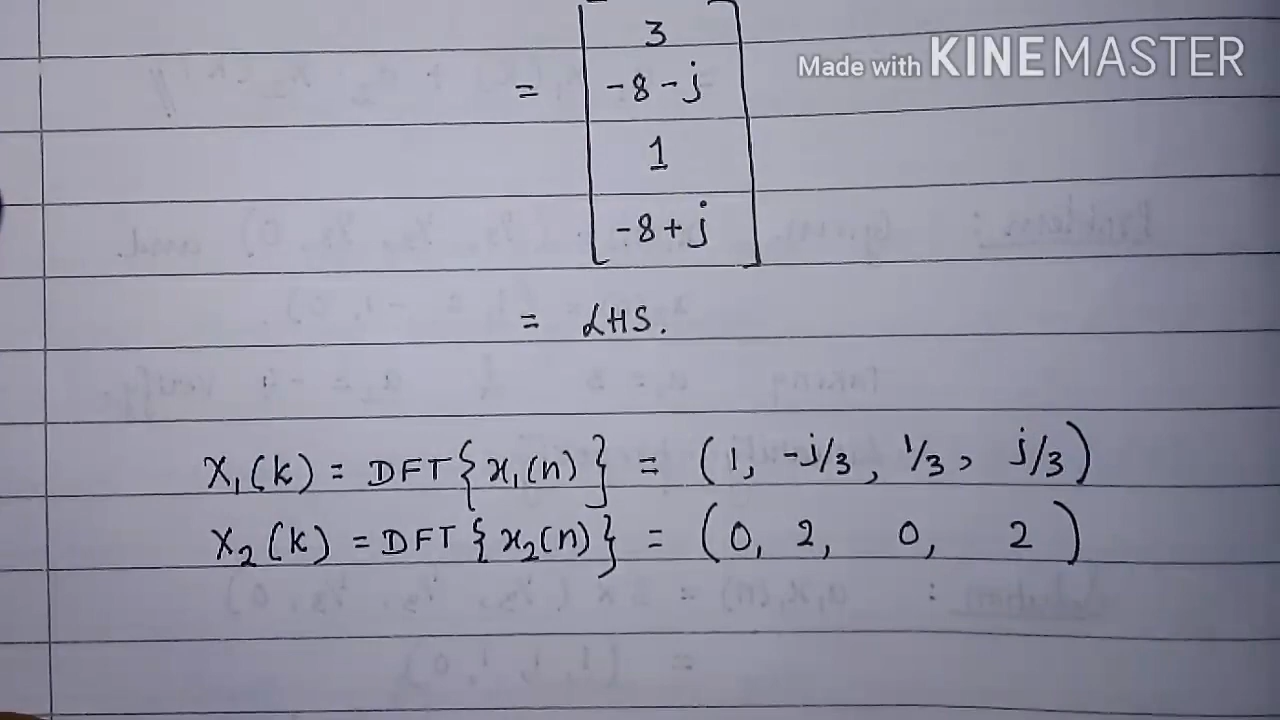 Made with KINEMASTER
3
= -8-j
1
-8+j
= LHS.
X₁(k) = DFT{x₁(n)} = (1, -j/3, 1/3, j/3)
X₂(k) = DFT{x₂(n)} = (0, 2, 0, 2)